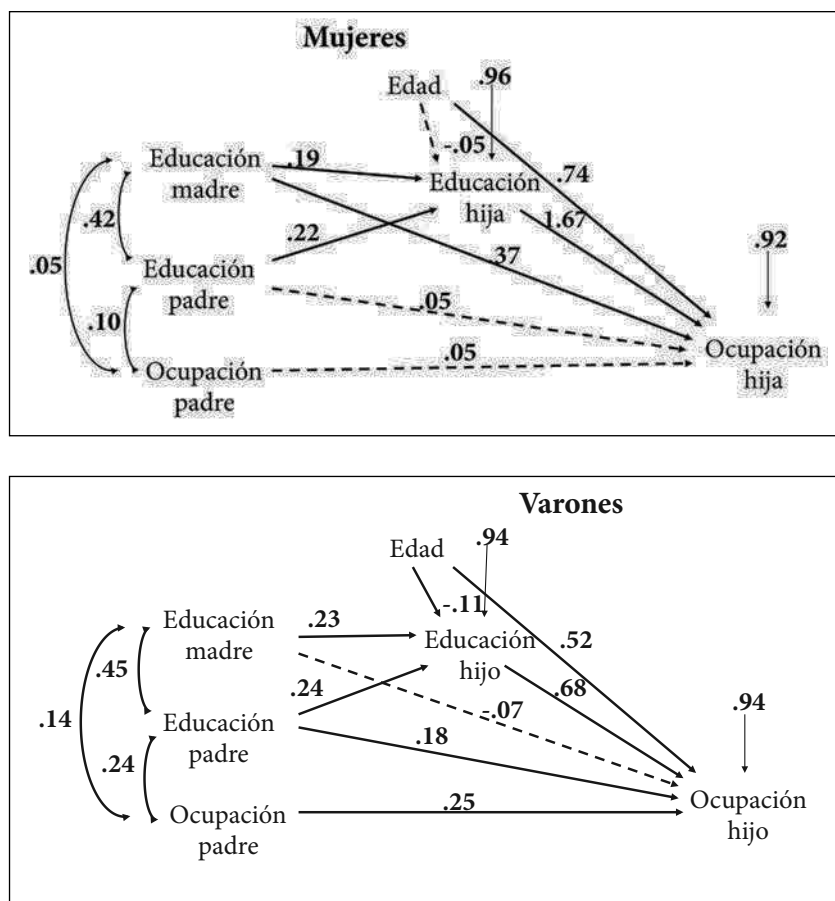 Mujeres
Edad
.96
-.05
Educación
madre
.19
Educación
hija
.74
.42
.22
1.67
.37
.92
.05
Educación
padre
.10
.05
Ocupación
padre
.05
Ocupación
hija
Varones
Edad
.94
-.11
Educación
madre
.23
Educación
hijo
.52
.45
.24
.68
-.07
.94
.14
Educación
padre
.18
.24
Ocupación
padre
.25
Ocupación
hijo